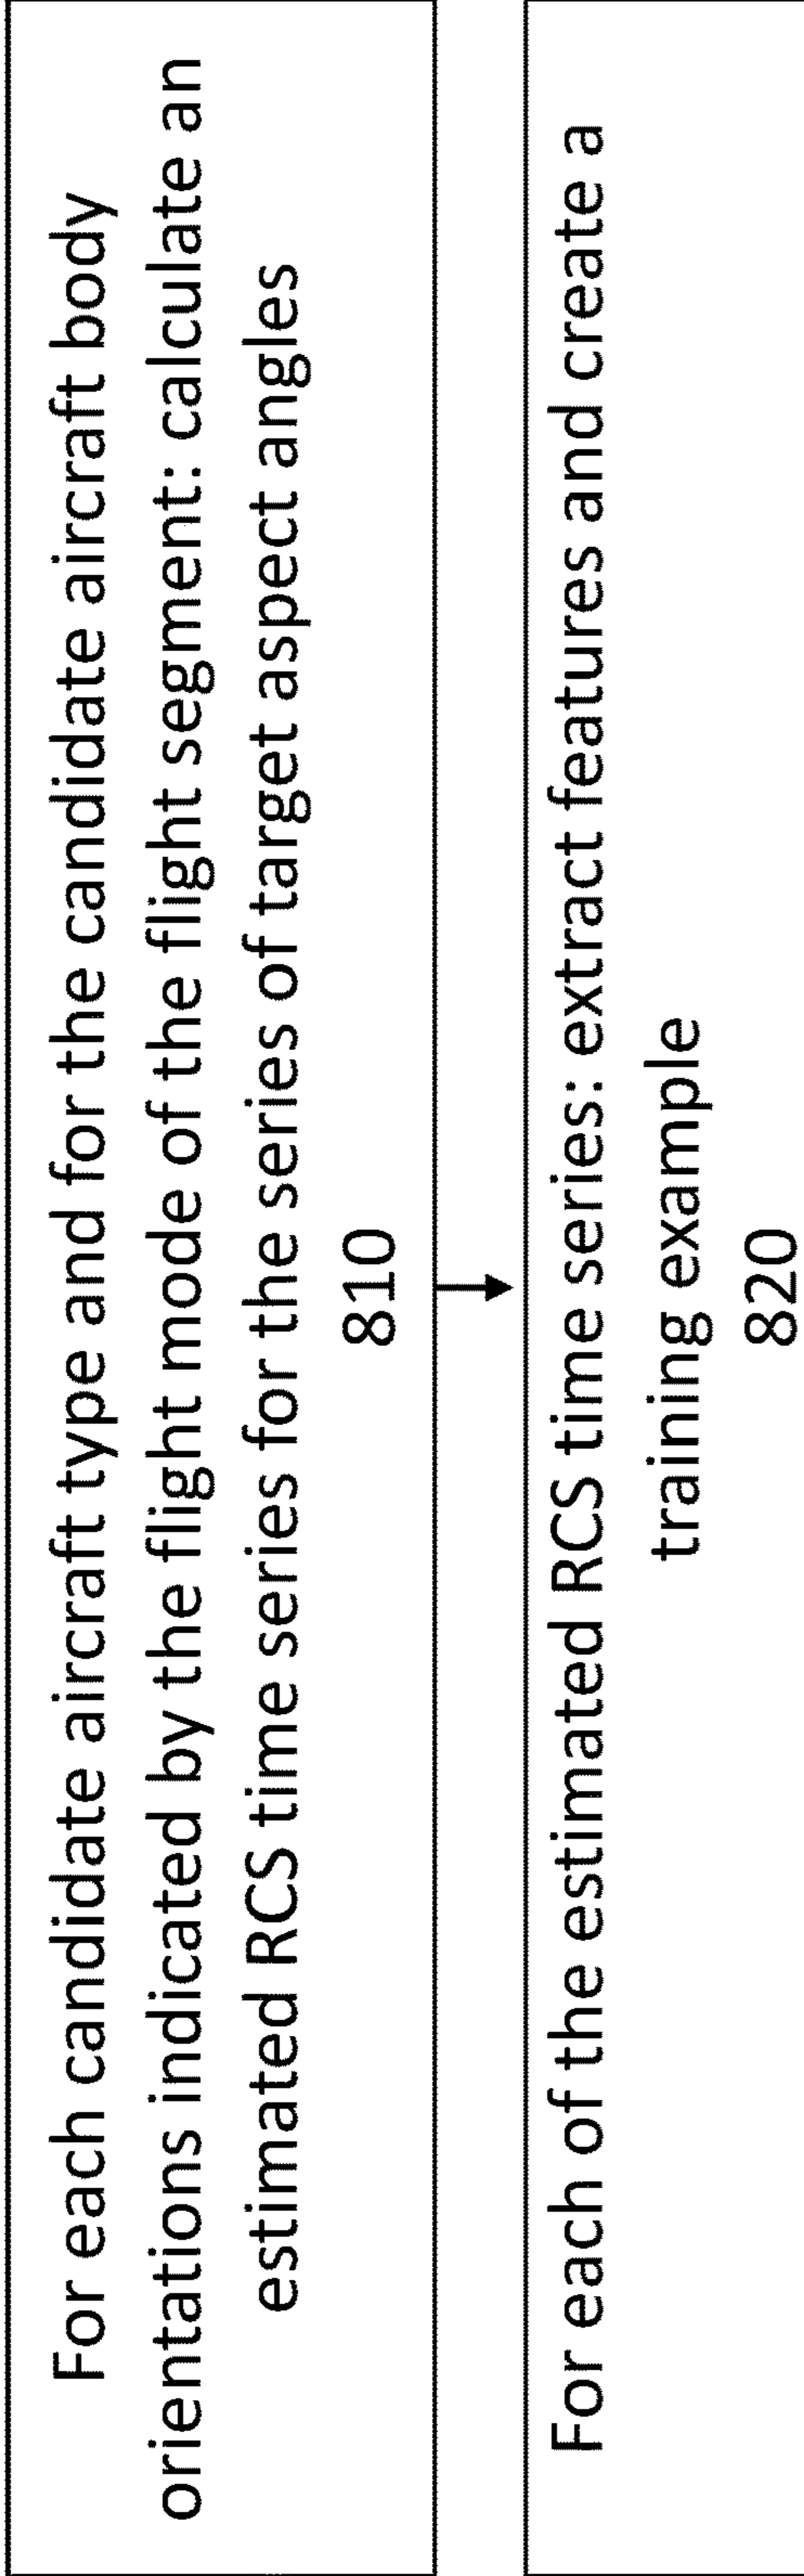 For each candidate aircraft type and for the candidate aircraft body
orientations indicated by the flight mode of the flight segment: calculate an
estimated RCS time series for the series of target aspect angles
810
For each of the estimated RCS time series: extract features and create a
training example
820